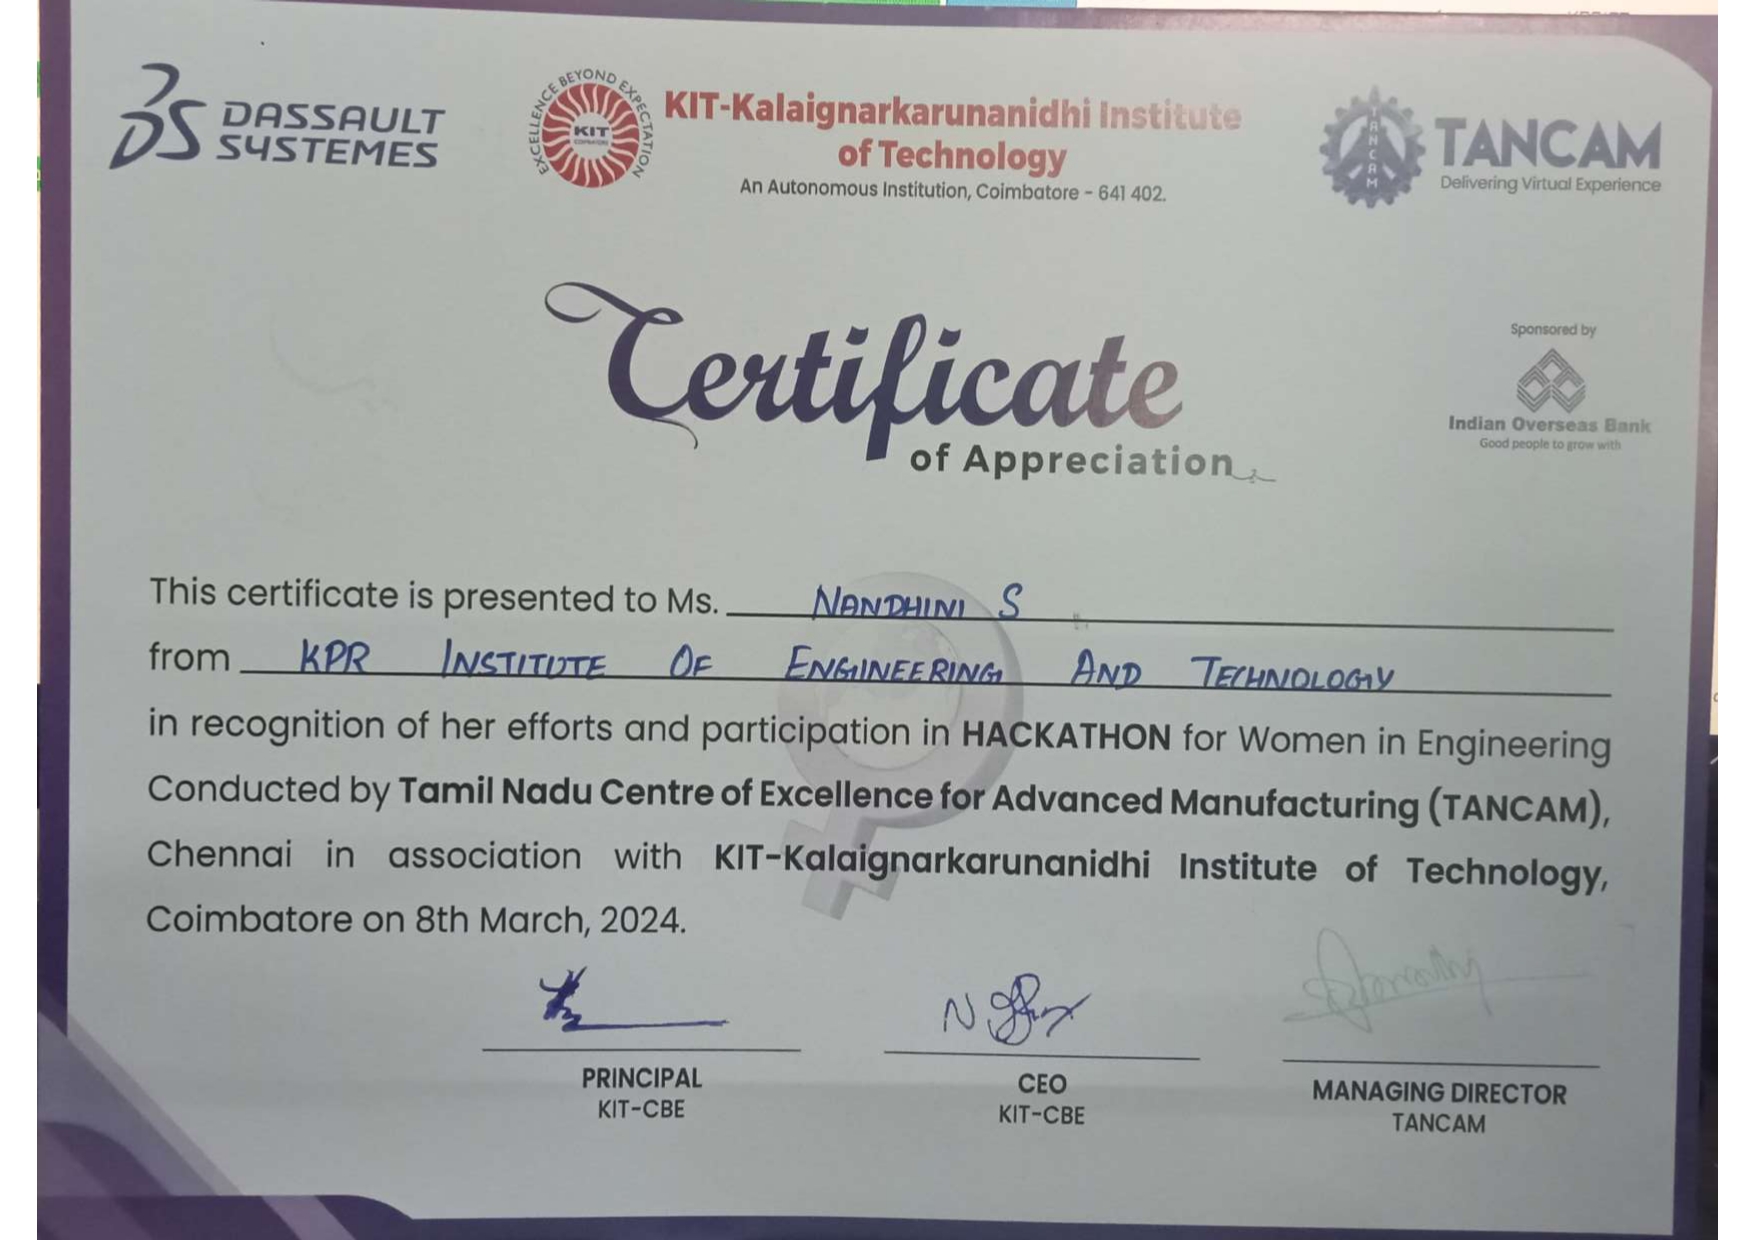 DASSAULT
SYSTEMES
EXCELLENCE BEYOND EXPECTATION
KIT
KIT-Kalaignarkarunanidhi Institute
of Technology
An Autonomous Institution, Coimbatore - 641 402.
TANCAM
TANCAM
Delivering Virtual Experience
Certificate
of Appreciation
Sponsored by
Indian Overseas Bank
Good people to grow with
This certificate is presented to Ms. NANDHINI S
from KPR INSTITUTE OF ENGINEERING AND TECHNOLOGY
in recognition of her efforts and participation in HACKATHON for Women in Engineering
Conducted by Tamil Nadu Centre of Excellence for Advanced Manufacturing (TANCAM),
Chennai in association with KIT-Kalaignarkarunanidhi Institute of Technology,
Coimbatore on 8th March, 2024.
PRINCIPAL
KIT-CBE
CEO
KIT-CBE
MANAGING DIRECTOR
TANCAM